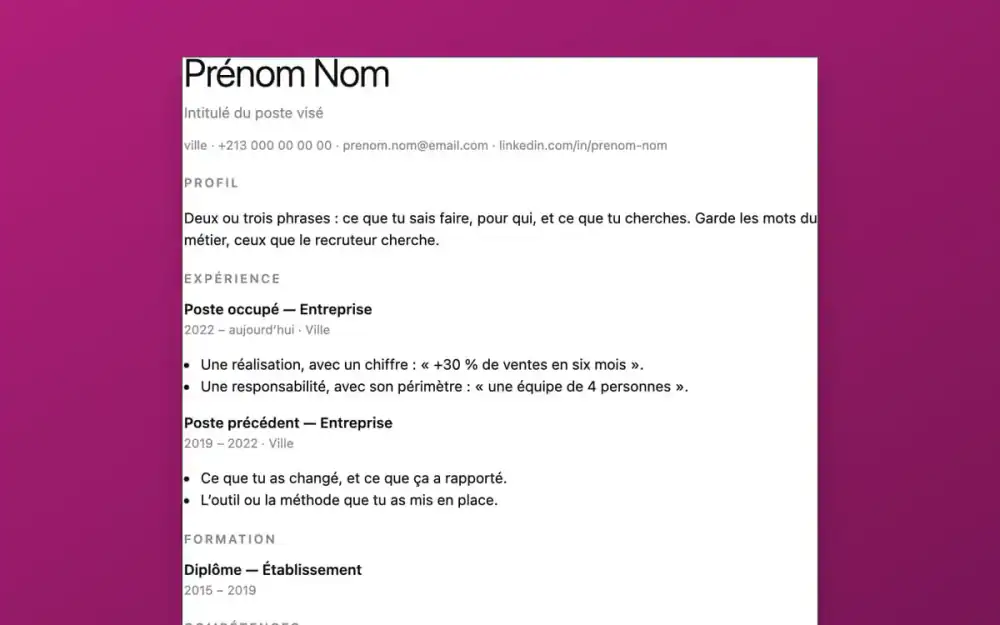 Prénom Nom
Intitulé du poste visé
ville · +213 000 00 00 00 · prenom.nom@email.com · linkedin.com/in/prenom-nom
PROFIL
Deux ou trois phrases : ce que tu sais faire, pour qui, et ce que tu cherches. Garde les mots du
métier, ceux que le recruteur cherche.
EXPÉRIENCE
Poste occupé — Entreprise
2022 – aujourd’hui · Ville
• Une réalisation, avec un chiffre : « +30 % de ventes en six mois ».
• Une responsabilité, avec son périmètre : « une équipe de 4 personnes ».
Poste précédent — Entreprise
2019 – 2022 · Ville
• Ce que tu as changé, et ce que ça a rapporté.
• L’outil ou la méthode que tu as mis en place.
FORMATION
Diplôme — Établissement
2015 – 2019
COMPÉTENCES